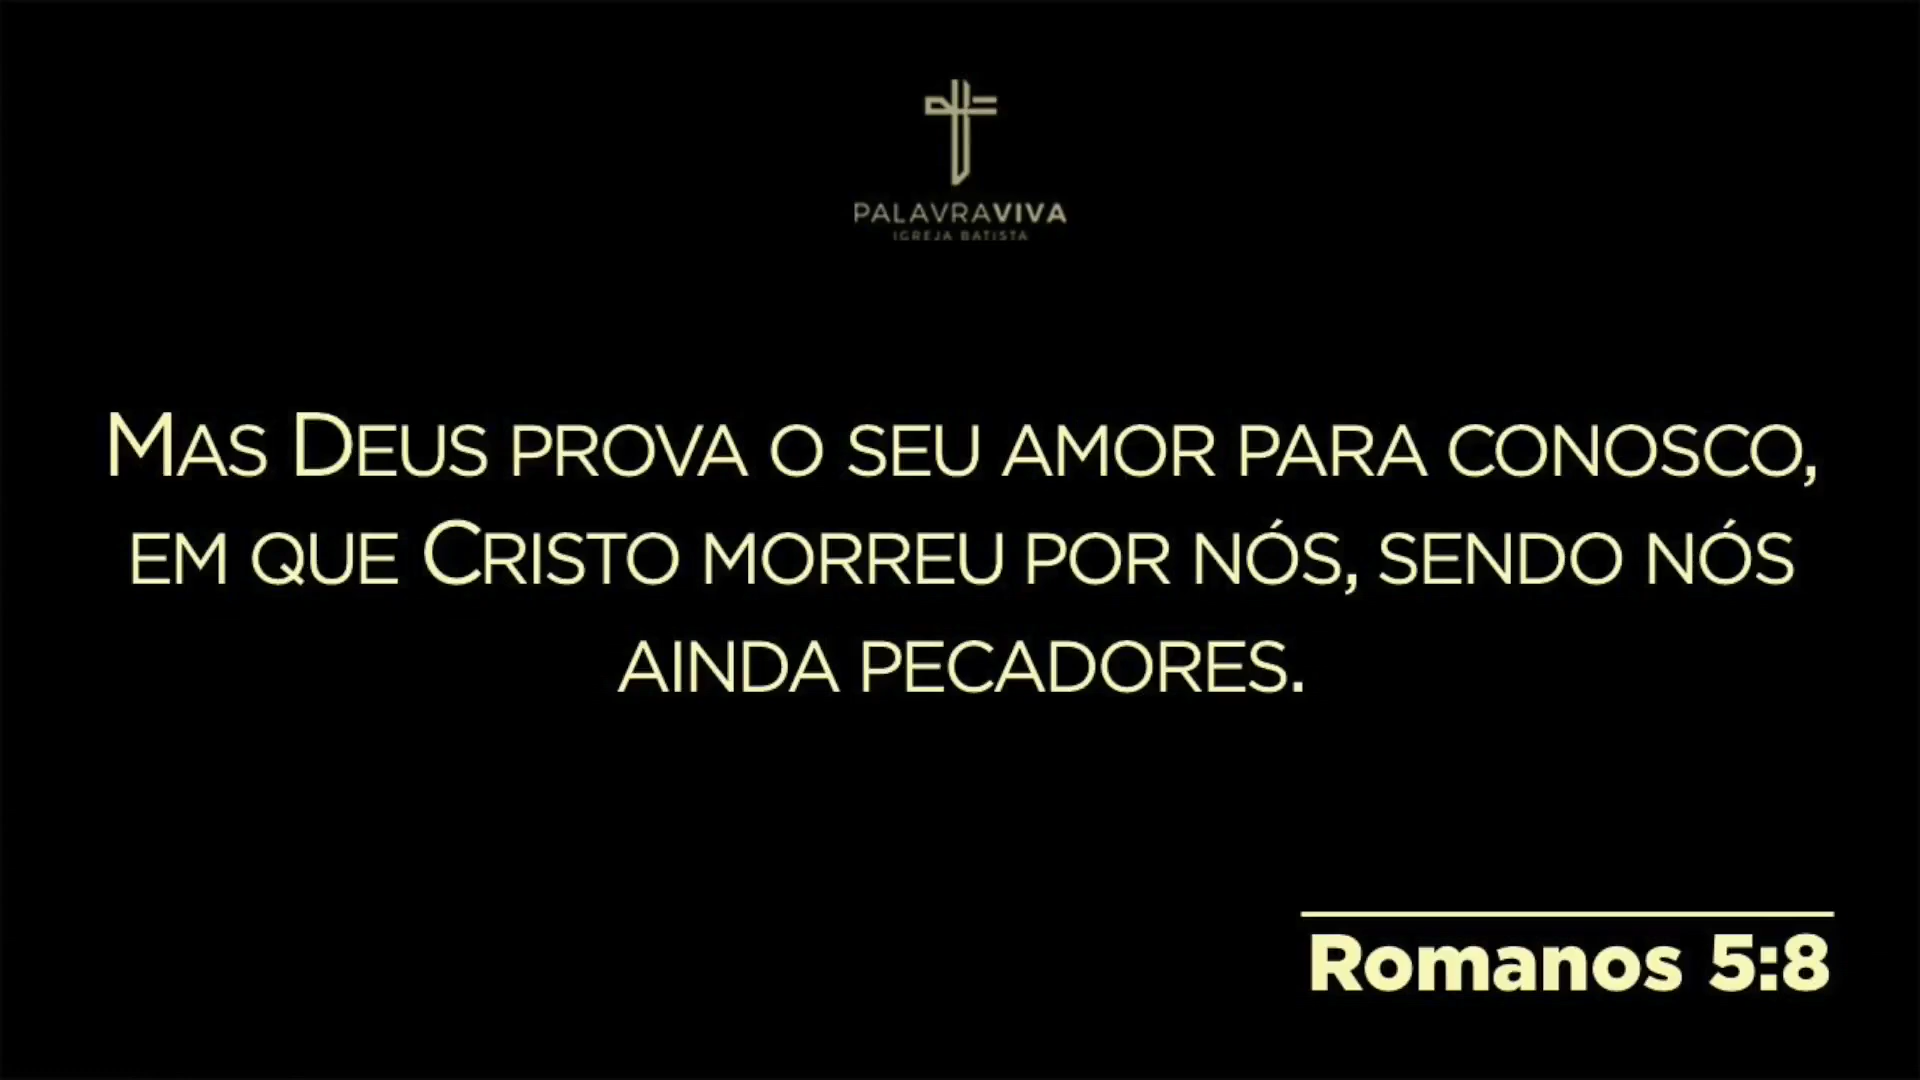 PALAVRAVIVA
IGREJA BATISTA
Mas Deus prova o seu amor para conosco,
em que Cristo morreu por nós, sendo nós
ainda pecadores.
Romanos 5:8